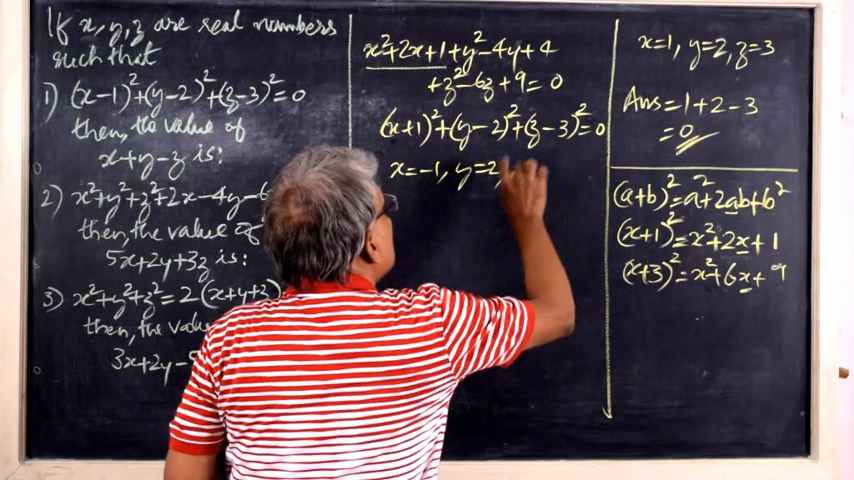 If x, y, z are real numbers
such that
1) (x-1)²+(y-2)²+(z-3)²=0
then, the value of
x+y-z is:
2) x²+y²+z²+2x-4y-6
then, the value of
5x+2y+3z is:
3) x²+y²+z²=2(x+y+z)
then, the value
3x+2y-
x²+2x+1+y²-4y+4
+z²-6z+9=0
(x+1)²+(y-2)²+(z-3)²=0
x=-1, y=2,
x=1, y=2, z=3
Ans=1+2-3
=0
(a+b)²=a²+2ab+b²
(x+1)²=x²+2x+1
(x+3)²=x²+6x+9